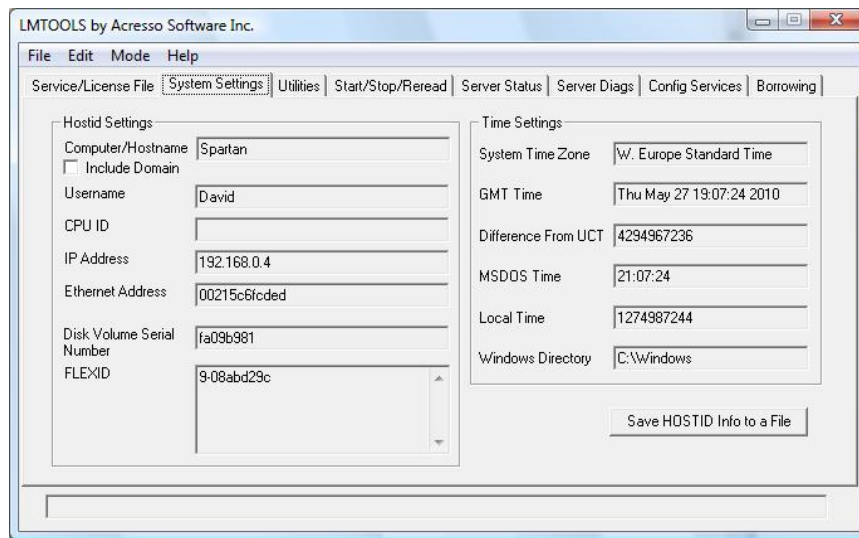 LMTOOLS by Acresso Software Inc.
File Edit Mode Help
Service/License File System Settings Utilities Start/Stop/Reread Server Status Server Diags Config Services Borrowing
Hostid Settings
Computer/Hostname Spartan
Include Domain
Username David
CPU ID
IP Address 192.168.0.4
Ethernet Address 00215c6fcded
Disk Volume Serial
Number fa09b981
FLEXID 9-08abd29c
Time Settings
System Time Zone W. Europe Standard Time
GMT Time Thu May 27 19:07:24 2010
Difference From UCT 4294967236
MSDOS Time 21:07:24
Local Time 1274987244
Windows Directory C:\Windows
Save HOSTID Info to a File